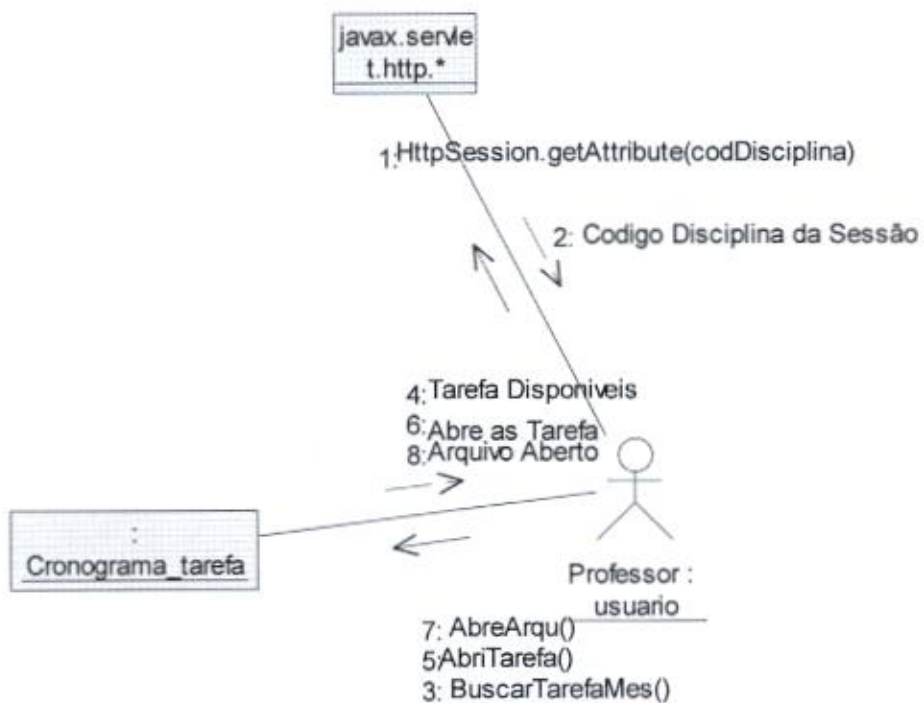 javax.servle
t.http.*
1:HttpSession.getAttribute(codDisciplina)
2: Codigo Disciplina da Sessão
4:Tarefa Disponiveis
6:Abre as Tarefa
8:Arquivo Aberto
:
Cronograma_tarefa
Professor :
usuario
7: AbreArqu()
5:AbriTarefa()
3: BuscarTarefaMes()